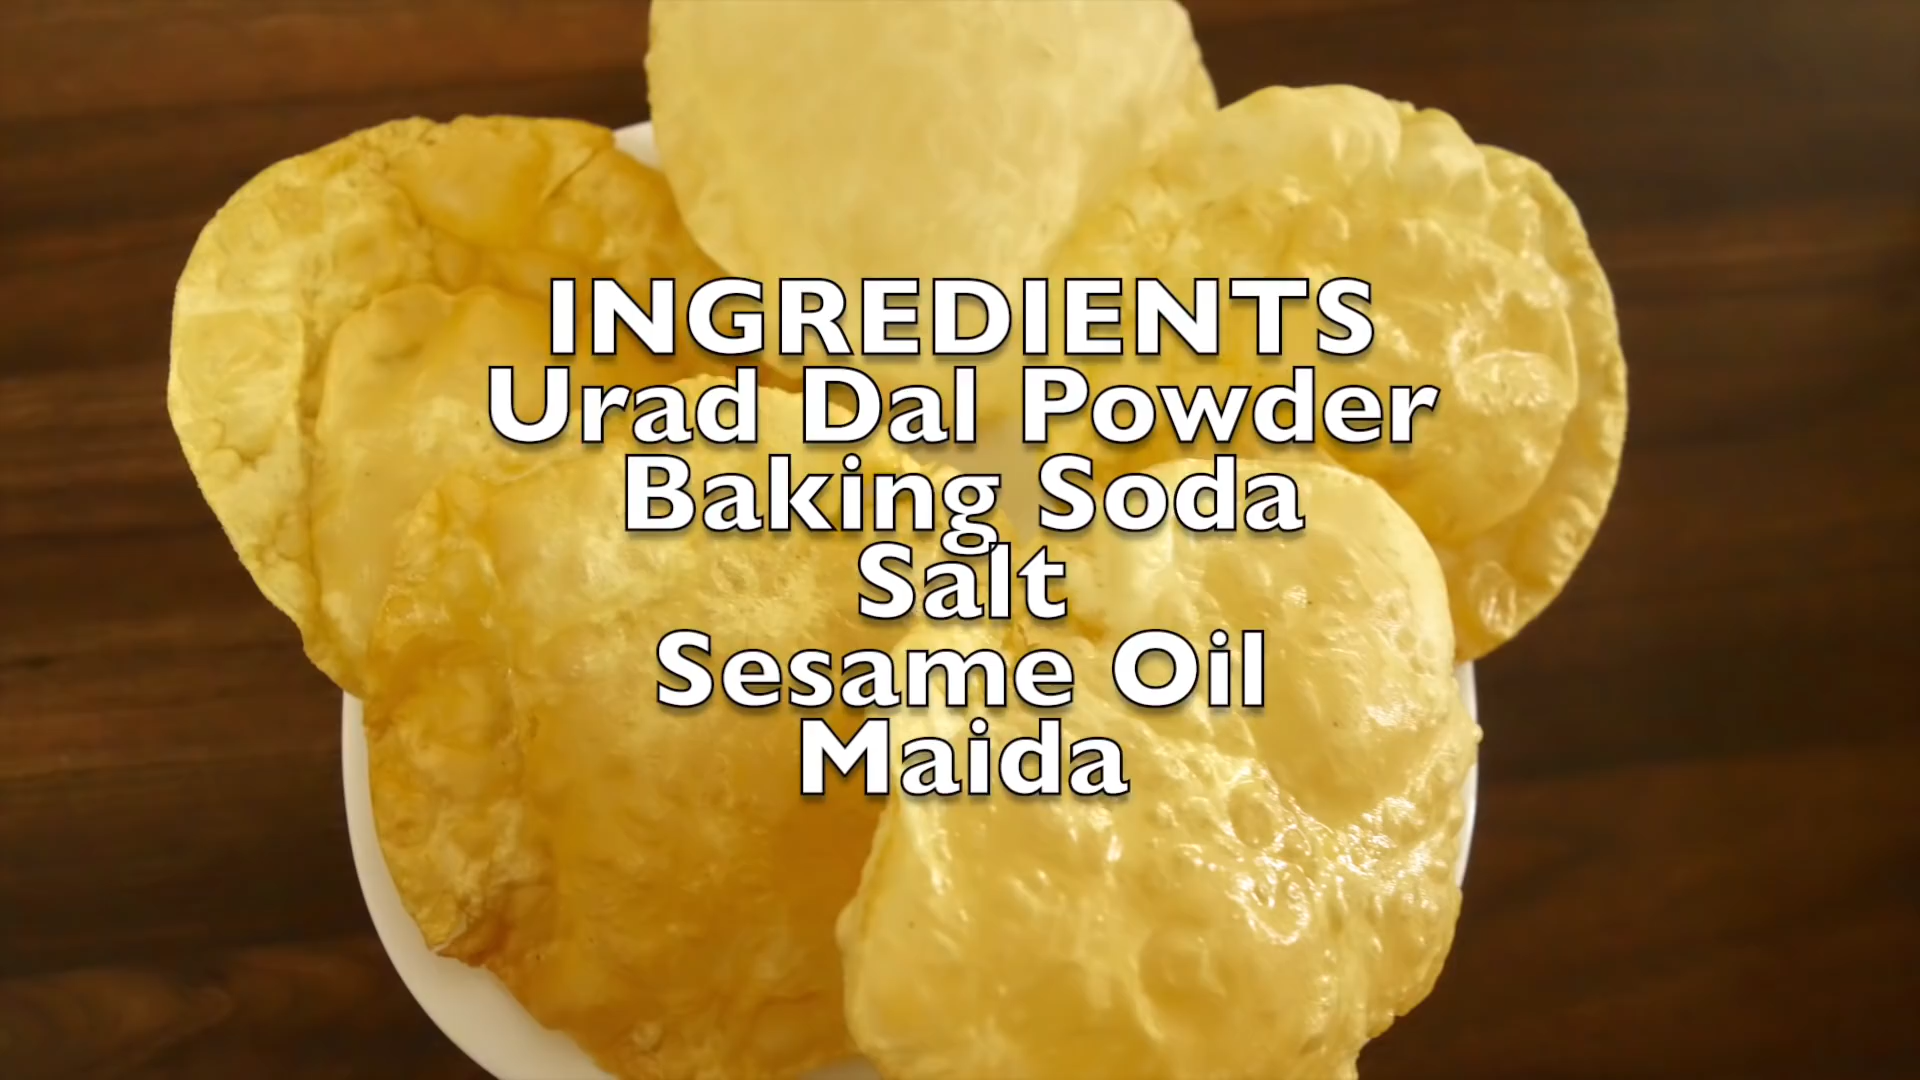 INGREDIENTS
Urad Dal Powder
Baking Soda
Salt
Sesame Oil
Maida